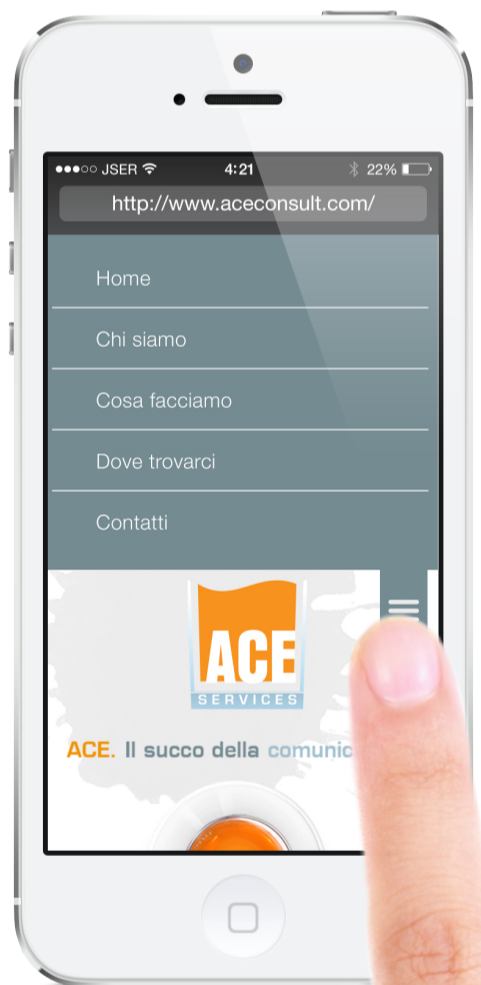 JSER 4:21 22%
http://www.aceconsult.com/
Home
Chi siamo
Cosa facciamo
Dove trovarci
Contatti
ACE
SERVICES
ACE. Il succo della